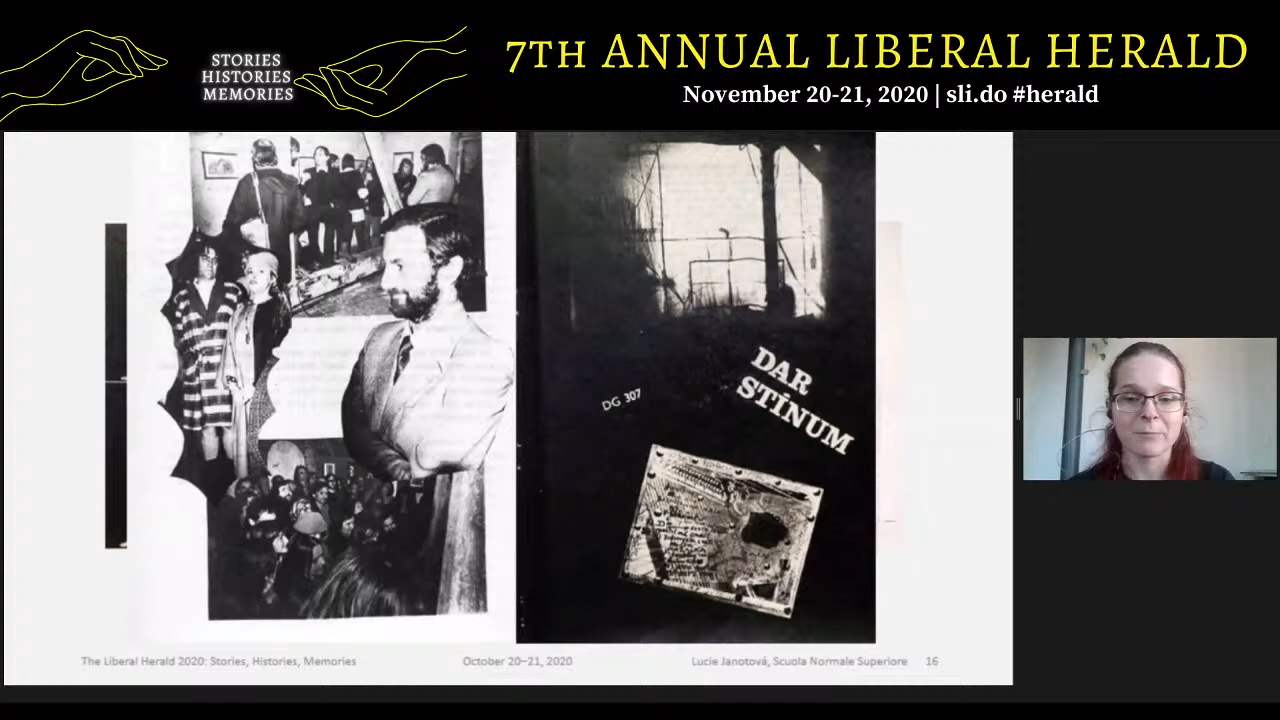 STORIES
HISTORIES
MEMORIES
7TH ANNUAL LIBERAL HERALD
November 20-21, 2020 | sli.do #herald
DG 307
DAR
STÍNUM
The Liberal Herald 2020: Stories, Histories, Memories
October 20–21, 2020
Lucie Janotová, Scuola Normale Superiore 16